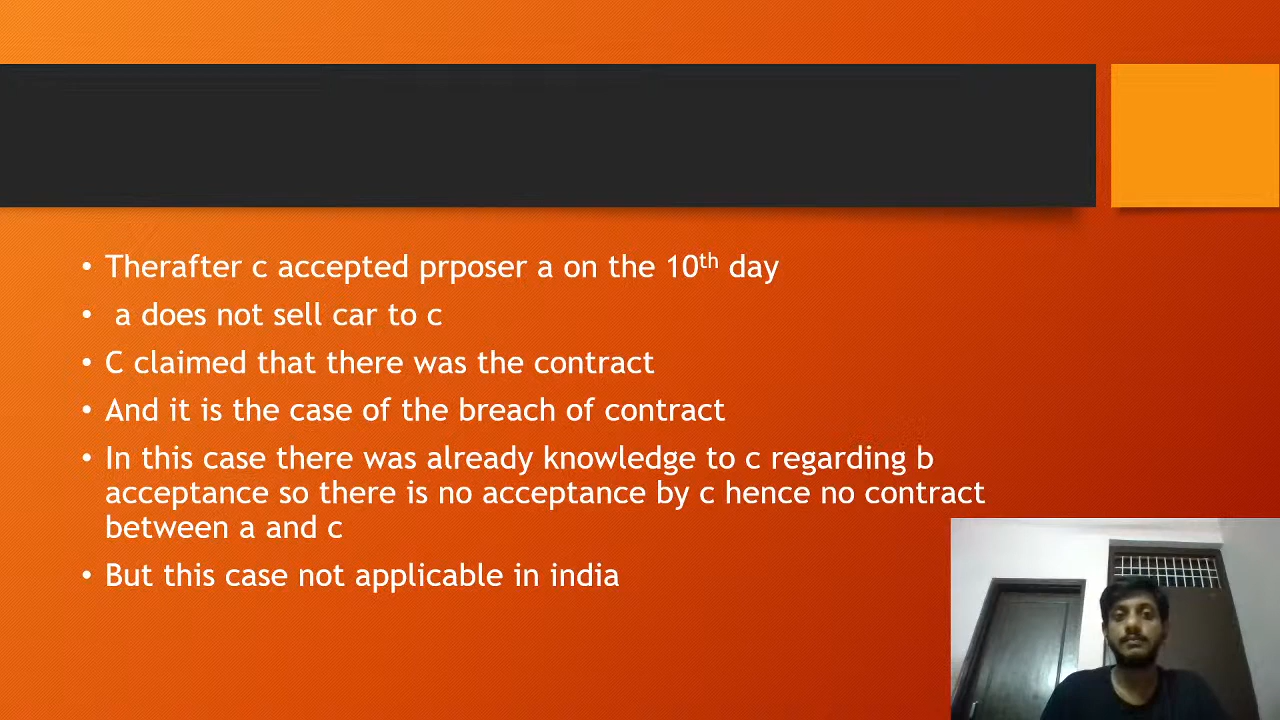 • Therafter c accepted prposer a on the 10th day
• a does not sell car to c
• C claimed that there was the contract
• And it is the case of the breach of contract
• In this case there was already knowledge to c regarding b
acceptance so there is no acceptance by c hence no contract
between a and c
• But this case not applicable in india